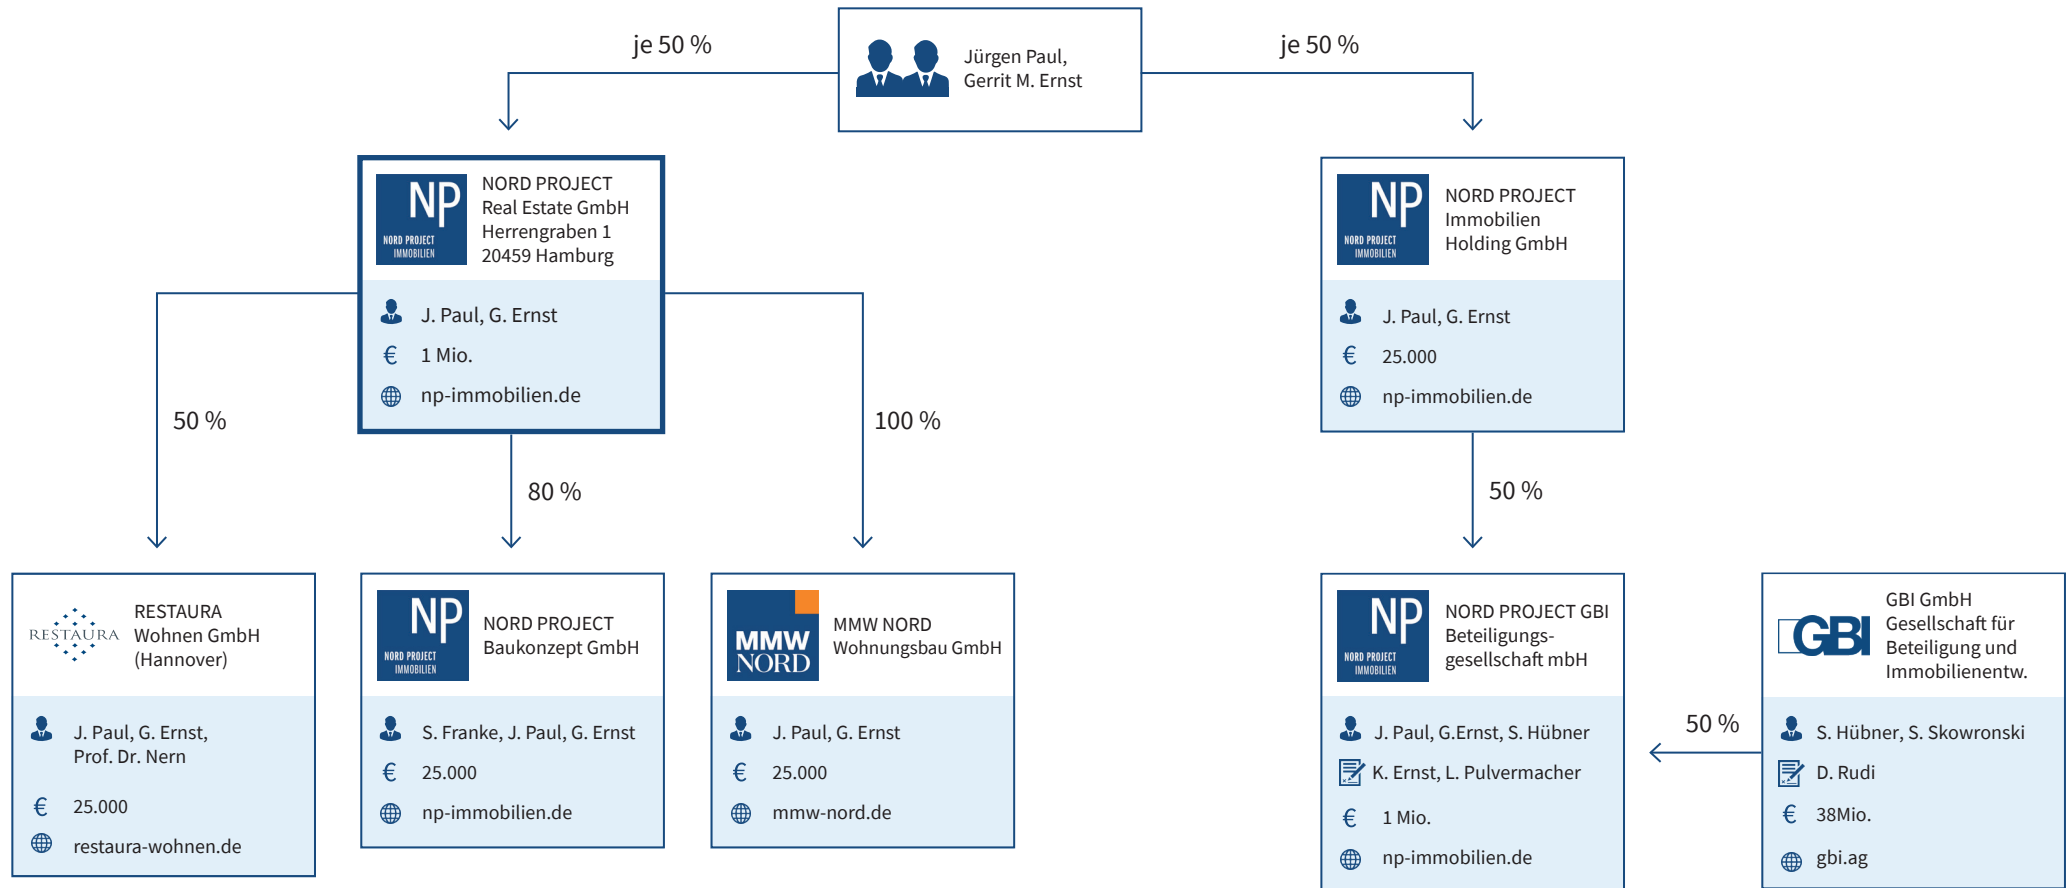 je 50 %
Jürgen Paul,
Gerrit M. Ernst
je 50 %
NP
NORD PROJECT
IMMOBILIEN
NORD PROJECT
Real Estate GmbH
Herrengraben 1
20459 Hamburg
J. Paul, G. Ernst
€ 1 Mio.
np-immobilien.de
NP
NORD PROJECT
IMMOBILIEN
NORD PROJECT
Immobilien
Holding GmbH
J. Paul, G. Ernst
€ 25.000
np-immobilien.de
50 %
80 %
100 %
50 %
RESTAURA
RESTAURA
Wohnen GmbH
(Hannover)
J. Paul, G. Ernst,
Prof. Dr. Nern
€ 25.000
restaura-wohnen.de
NP
NORD PROJECT
IMMOBILIEN
NORD PROJECT
Baukonzept GmbH
S. Franke, J. Paul, G. Ernst
€ 25.000
np-immobilien.de
MMW
NORD
MMW NORD
Wohnungsbau GmbH
J. Paul, G. Ernst
€ 25.000
mmw-nord.de
NP
NORD PROJECT
IMMOBILIEN
NORD PROJECT GBI
Beteiligungs-
gesellschaft mbH
J. Paul, G.Ernst, S. Hübner
K. Ernst, L. Pulvermacher
€ 1 Mio.
np-immobilien.de
50 %
GBI
GBI GmbH
Gesellschaft für
Beteiligung und
Immobilienentw.
S. Hübner, S. Skowronski
D. Rudi
€ 38Mio.
gbi.ag